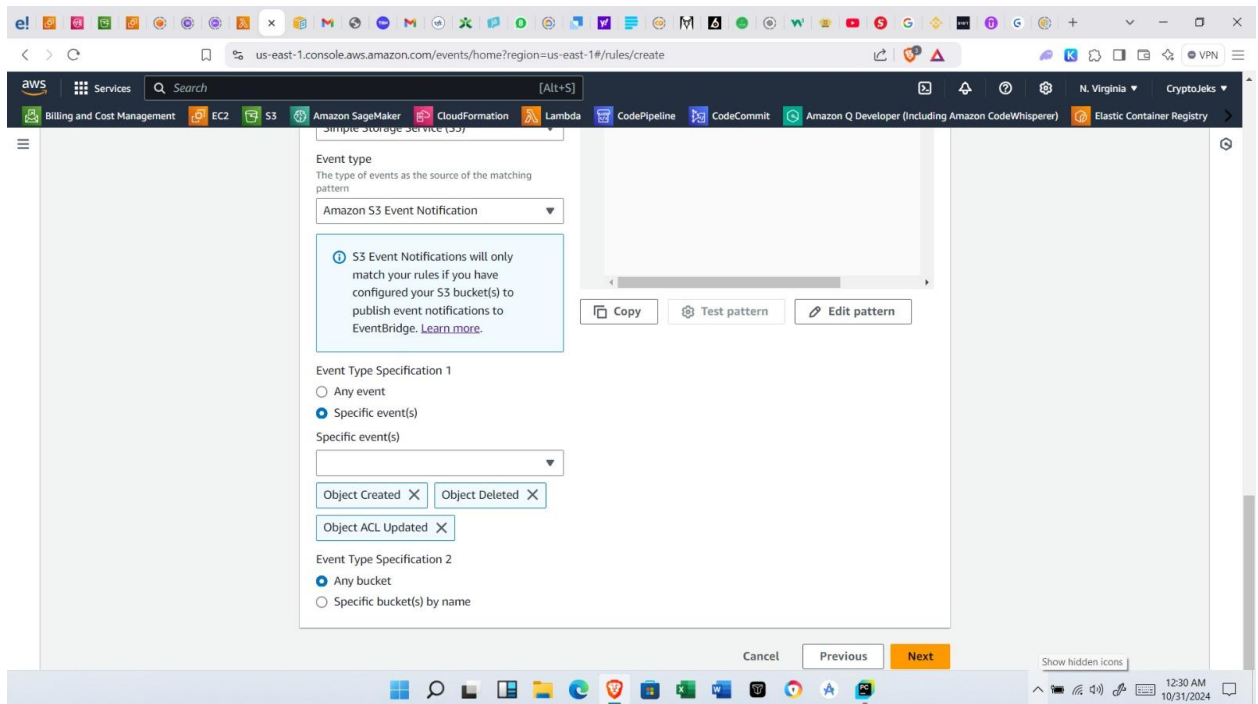 us-east-1.console.aws.amazon.com/events/home?region=us-east-1#/rules/create
VPN
aws Services Search [Alt+S] N. Virginia CryptoJeks
Billing and Cost Management EC2 S3 Amazon SageMaker CloudFormation Lambda CodePipeline CodeCommit Amazon Q Developer (Including Amazon CodeWhisperer) Elastic Container Registry
Simple Storage Service (S3)
Event type
The type of events as the source of the matching
pattern
Amazon S3 Event Notification
S3 Event Notifications will only
match your rules if you have
configured your S3 bucket(s) to
publish event notifications to
EventBridge. Learn more.
Copy Test pattern Edit pattern
Event Type Specification 1
Any event
Specific event(s)
Specific event(s)
Object Created Object Deleted
Object ACL Updated
Event Type Specification 2
Any bucket
Specific bucket(s) by name
Cancel Previous Next
Show hidden icons
12:30 AM
10/31/2024